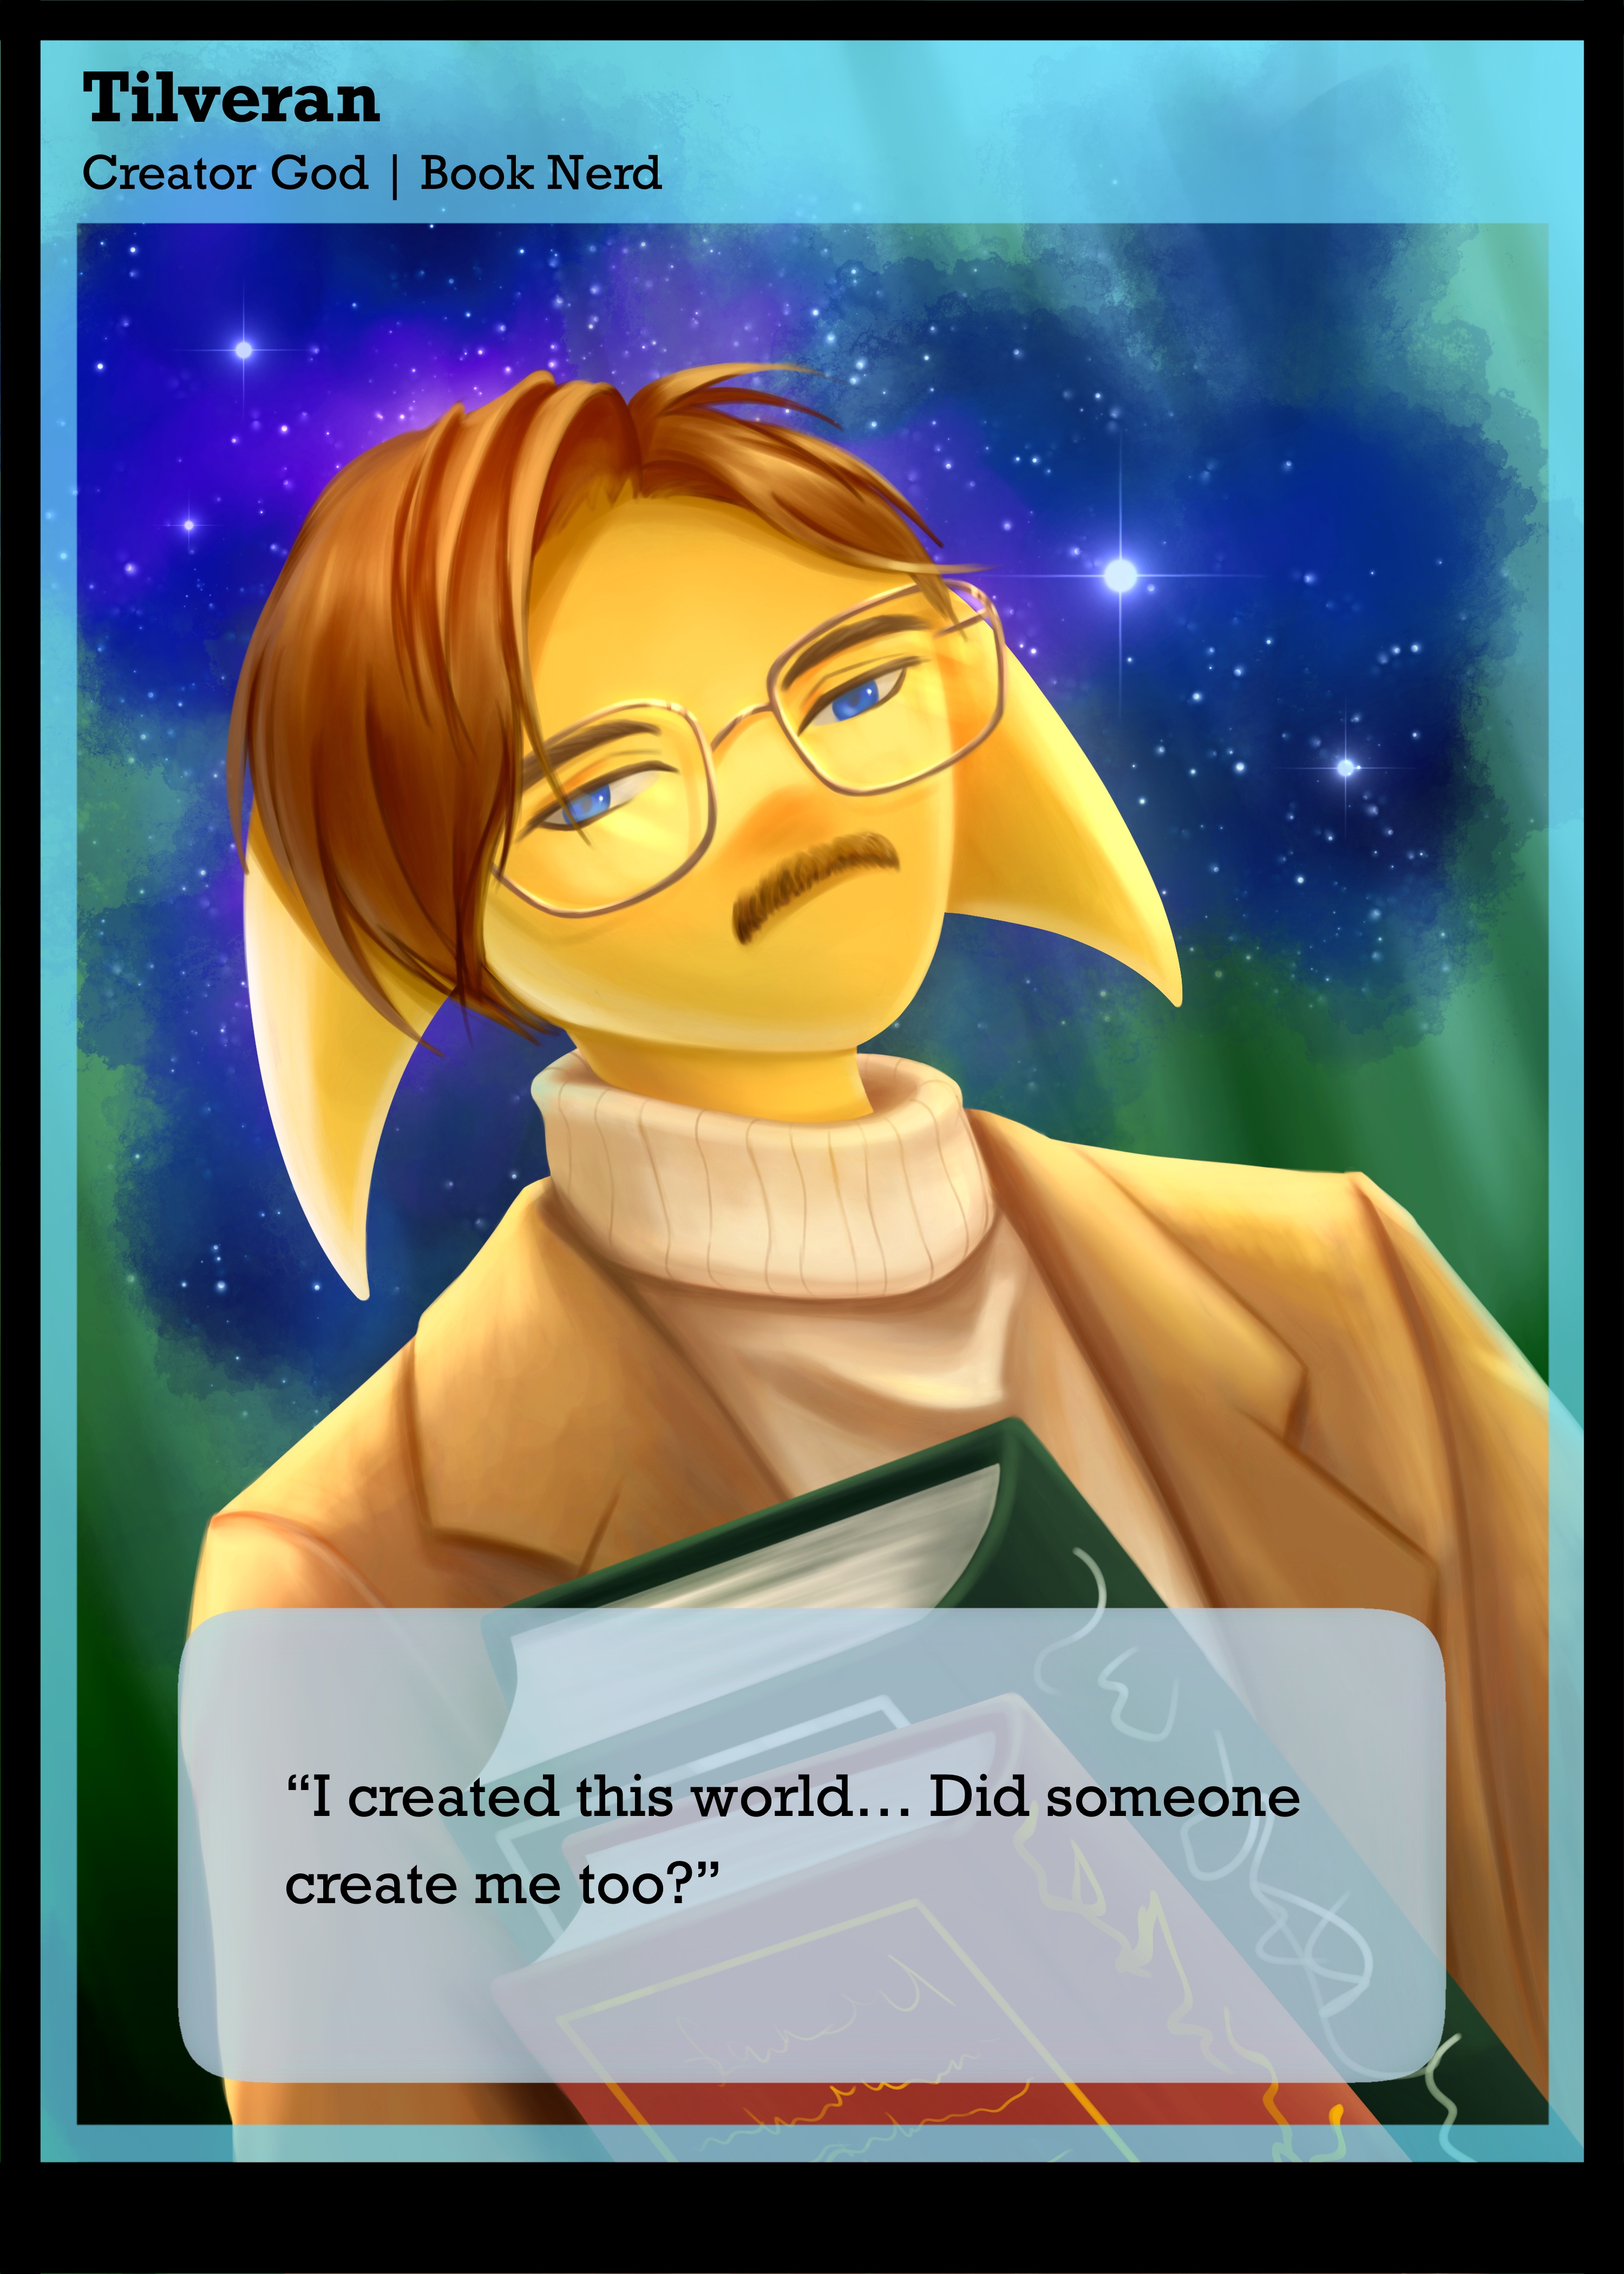 Tilveran
Creator God | Book Nerd
“I created this world... Did someone
create me too?”